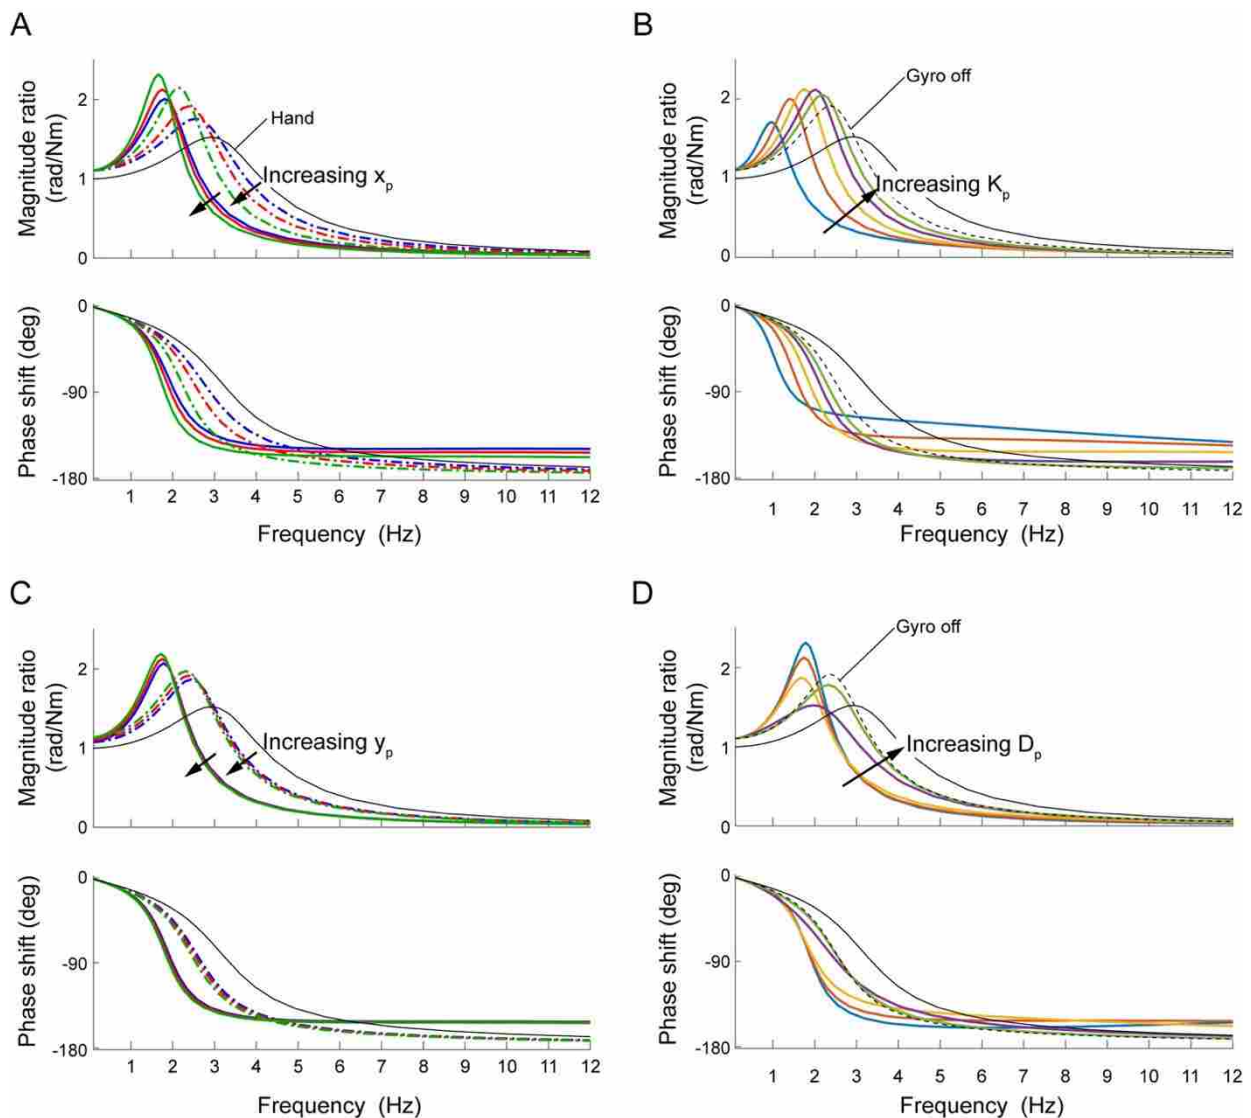 A
Magnitude ratio
(rad/Nm)
2
1
0
Hand
Increasing xp
Phase shift (deg)
0
-90
-180
1 2 3 4 5 6 7 8 9 10 11 12
Frequency (Hz)
B
Magnitude ratio
(rad/Nm)
2
1
0
Gyro off
Increasing Kp
Phase shift (deg)
0
-90
-180
1 2 3 4 5 6 7 8 9 10 11 12
Frequency (Hz)
C
Magnitude ratio
(rad/Nm)
2
1
0
Increasing yp
Phase shift (deg)
0
-90
-180
1 2 3 4 5 6 7 8 9 10 11 12
Frequency (Hz)
D
Magnitude ratio
(rad/Nm)
2
1
0
Gyro off
Increasing Dp
Phase shift (deg)
0
-90
-180
1 2 3 4 5 6 7 8 9 10 11 12
Frequency (Hz)